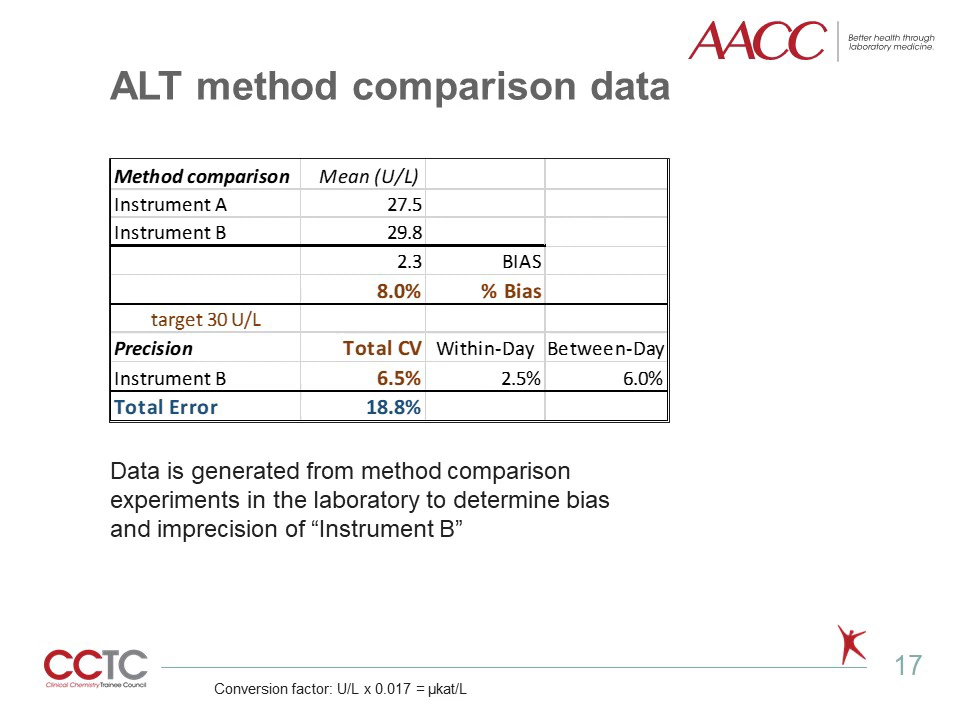 AACC
Better health through
laboratory medicine.
ALT method comparison data
Method comparison Mean (U/L)
Instrument A 27.5
Instrument B 29.8
2.3 BIAS
8.0% % Bias
target 30 U/L
Precision Total CV Within-Day Between-Day
Instrument B 6.5% 2.5% 6.0%
Total Error 18.8%
Data is generated from method comparison
experiments in the laboratory to determine bias
and imprecision of “Instrument B”
CCTC
Clinical Chemistry Trainee Council
17
Conversion factor: U/L x 0.017 = µkat/L